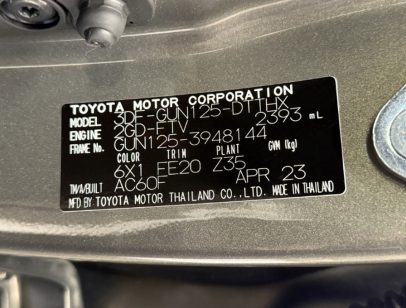 TOYOTA MOTOR CORPORATION
MODEL 3DF-GUN125-DTTHX
ENGINE 2GD-FTV 2393 mL
FRAME No. GUN125-3948144
COLOR TRIM PLANT GVM (kg)
6X1 EE20 Z35
TM/A/BUILT AC60F APR 23
MFD BY TOYOTA MOTOR THAILAND CO., LTD. MADE IN THAILAND